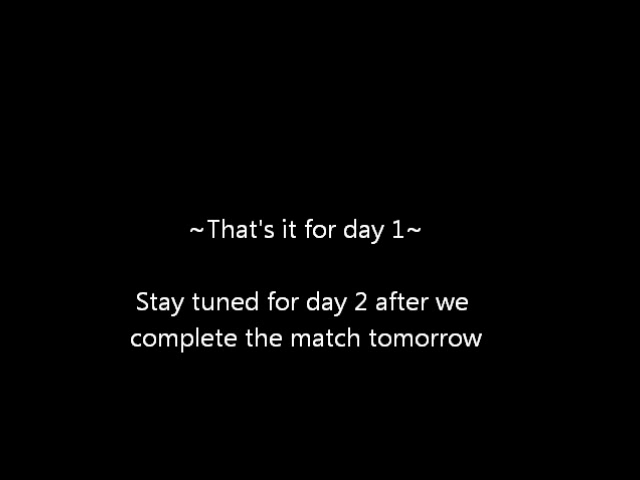 ~That's it for day 1~
Stay tuned for day 2 after we
complete the match tomorrow